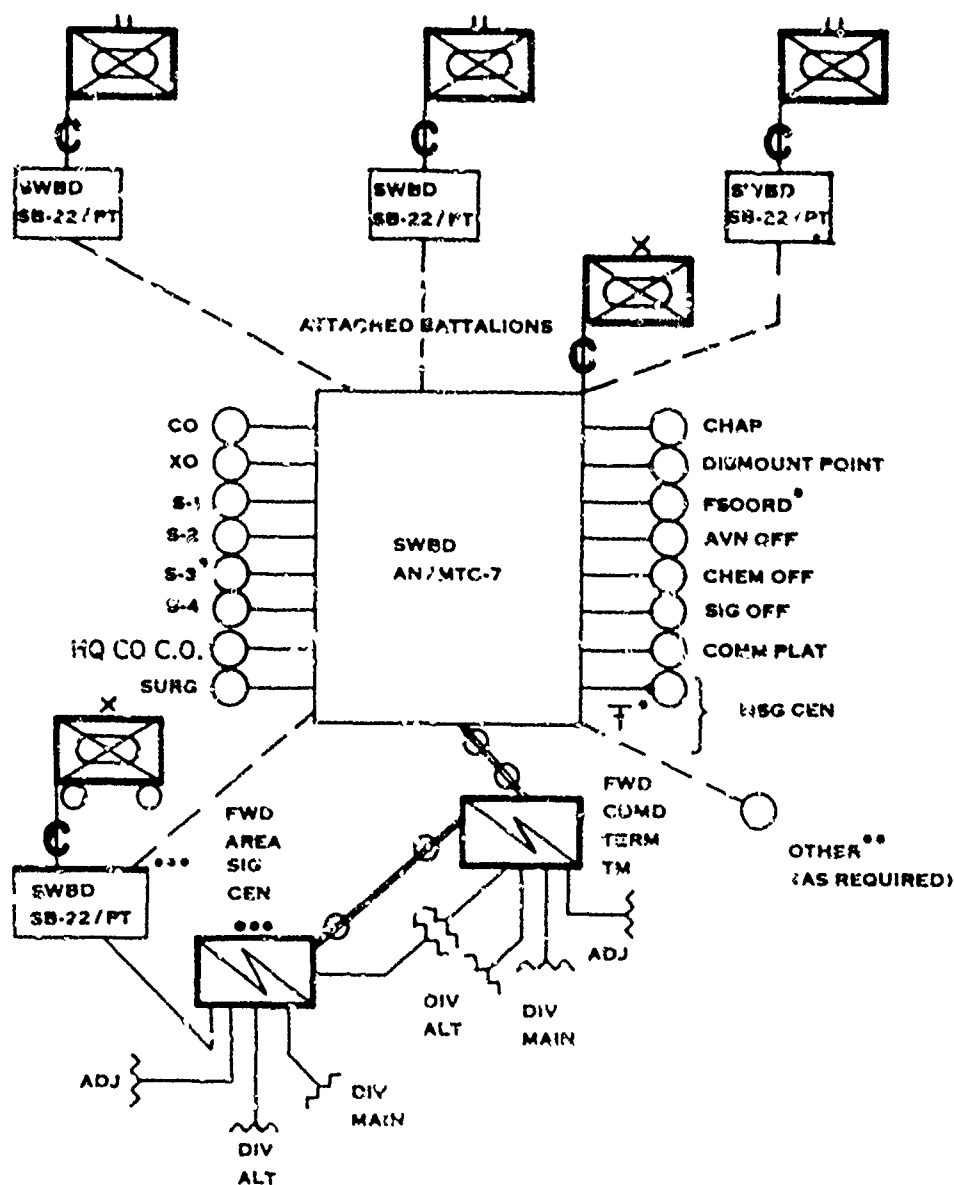 SWBD
SB-22/PT
SWBD
SB-22/PT
SWBD
SB-22/PT
ATTACHED BATTALIONS
CO
XO
S-1
S-2
S-3*
S-4
HQ CO C.O.
SURG
SWBD
AN/MTC-7
CHAP
DISMOUNT POINT
FSOORD*
AVN OFF
CHEM OFF
SIG OFF
COMM PLAT
T*
MSG CEN
OTHER**
(AS REQUIRED)
FWD
COMD
TERM
TM
FWD
AREA
SIG
CEN
***
SWBD
SB-22/PT
***
ADJ
DIV
ALT
DIV
MAIN
ADJ
DIV
MAIN
DIV
ALT